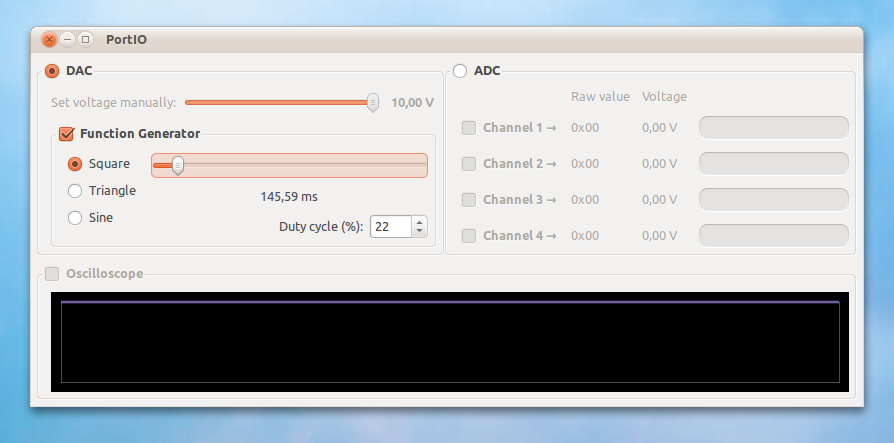 PortIO
DAC
Set voltage manually: 10,00 V
Function Generator
Square
Triangle
145,59 ms
Sine
Duty cycle (%): 22
ADC
Raw value Voltage
Channel 1 → 0x00 0,00 V
Channel 2 → 0x00 0,00 V
Channel 3 → 0x00 0,00 V
Channel 4 → 0x00 0,00 V
Oscilloscope